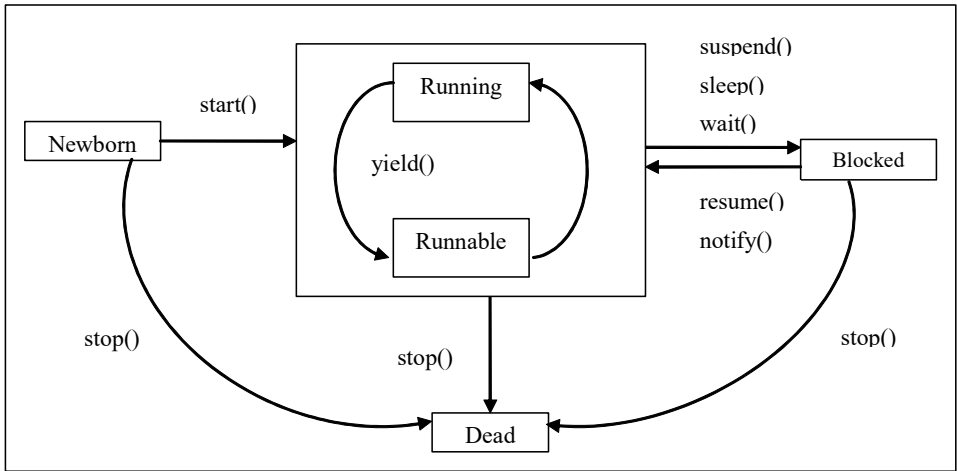 suspend()
Running
sleep()
start()
wait()
Newborn
yield()
Blocked
resume()
Runnable
notify()
stop()
stop()
stop()
Dead